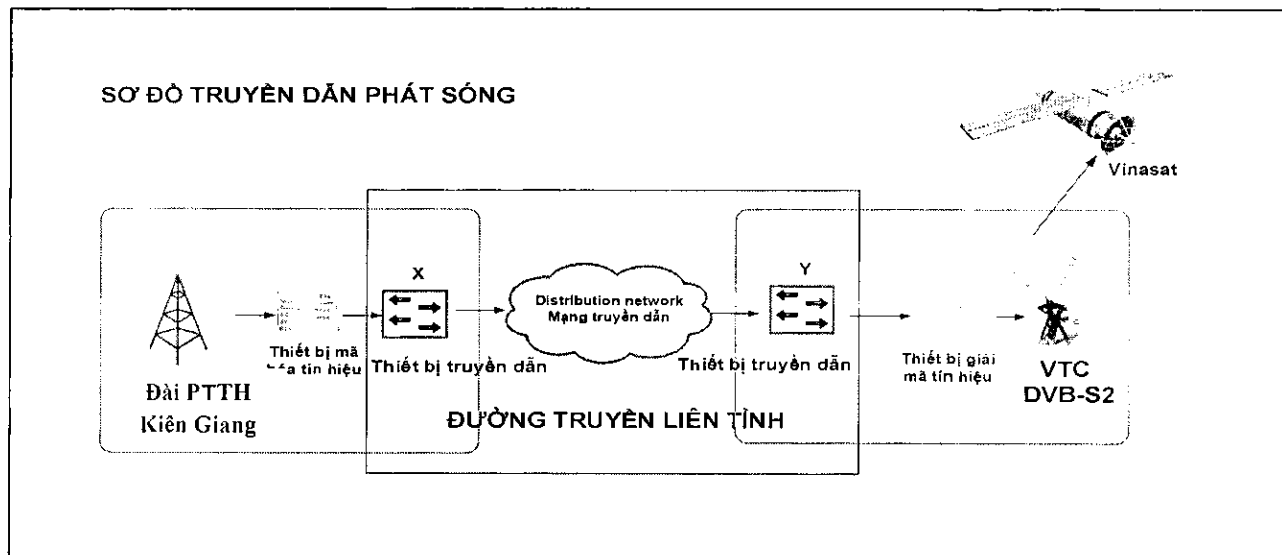 SƠ ĐỒ TRUYỀN DẪN PHÁT SÓNG
Vinasat
X
Y
Distribution network
Mạng truyền dẫn
Thiết bị mã
tín hiệu
Thiết bị truyền dẫn
Thiết bị truyền dẫn
Thiết bị giải
mã tín hiệu
VTC
DVB-S2
Đài PTTH
Kiên Giang
ĐƯỜNG TRUYỀN LIÊN TỈNH